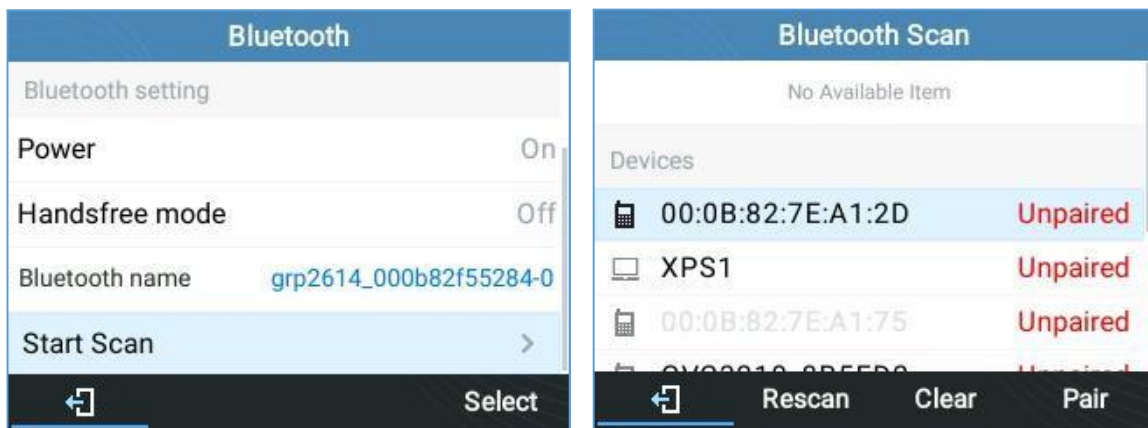 Bluetooth
Bluetooth setting
Power On
Handsfree mode Off
Bluetooth name grp2614_000b82f55284-0
Start Scan >
Select
Bluetooth Scan
No Available Item
Devices
00:0B:82:7E:A1:2D Unpaired
XPS1 Unpaired
00:0B:82:7E:A1:75 Unpaired
Rescan Clear Pair